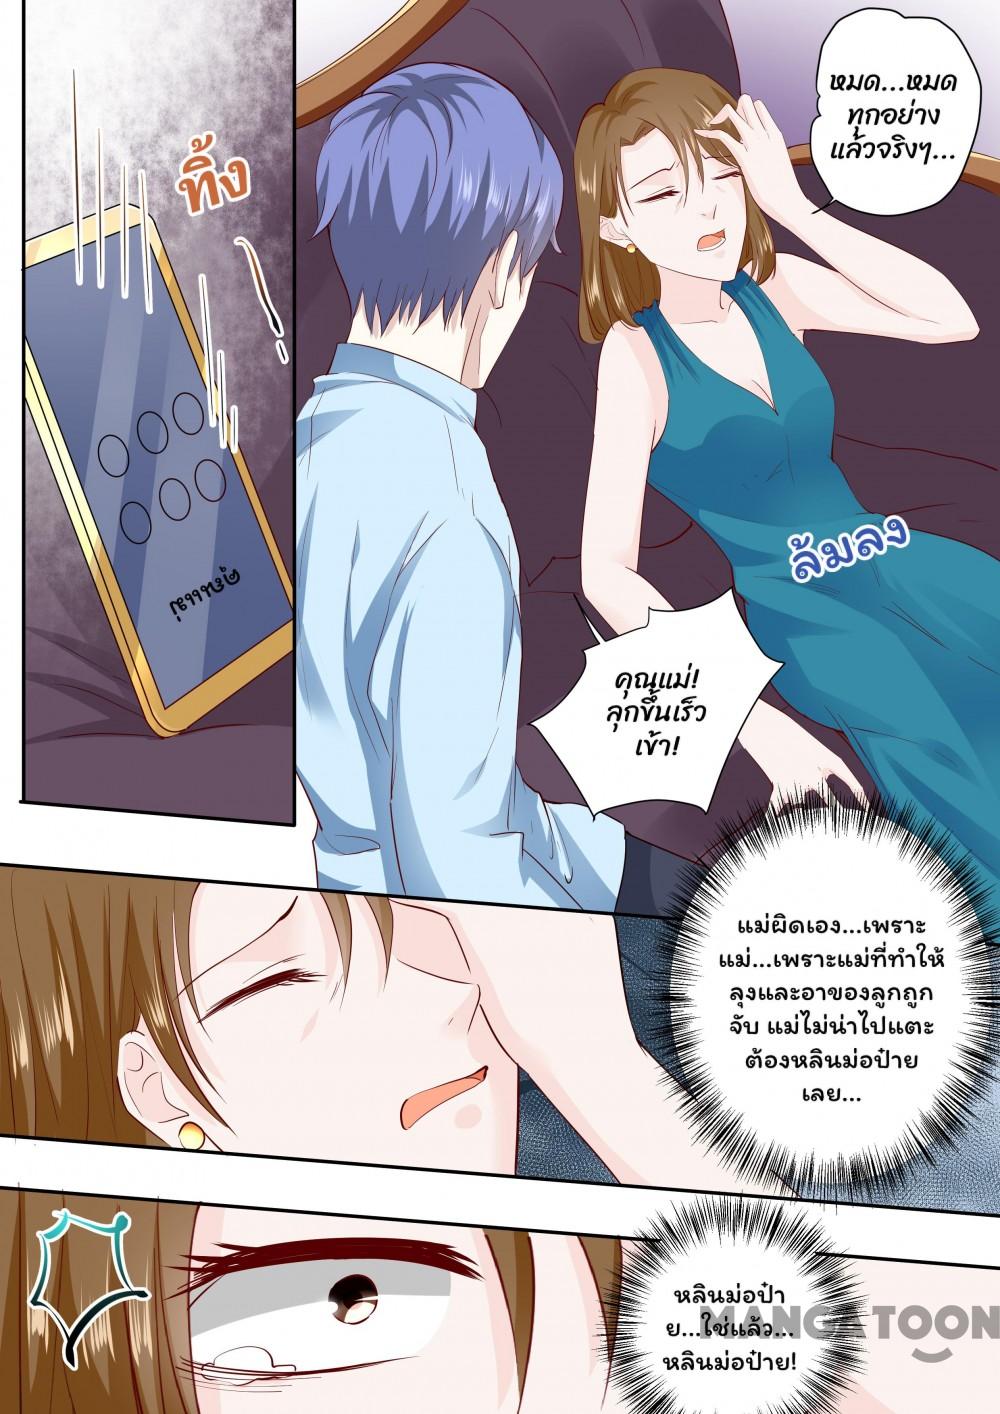 หมด...หมด
ทุกอย่าง
แล้วจริงๆ...
ทิ้ง
คุณแม่!
ล้มลง
คุณแม่!
ลุกขึ้นเร็ว
เข้า!
แม่ผิดเอง...เพราะ
แม่...เพราะแม่ที่ทำให้
ลุงและอาของลูกถูก
จับ แม่ไม่น่าไปแตะ
ต้องหลินม่อป๋าย
เลย...
หลินม่อป๋า
ย...ใช่แล้ว...
หลินม่อป๋าย!
MANGATOON